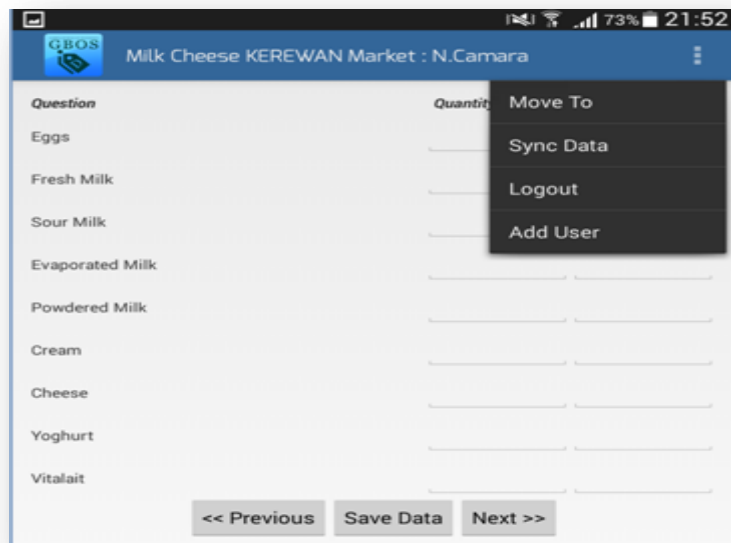 73% 21:52
GBOS
Milk Cheese KEREWAN Market : N.Camara
Question Quantity
Move To
Eggs
Sync Data
Fresh Milk
Logout
Sour Milk
Add User
Evaporated Milk
Powdered Milk
Cream
Cheese
Yoghurt
Vitalait
<< Previous Save Data Next >>